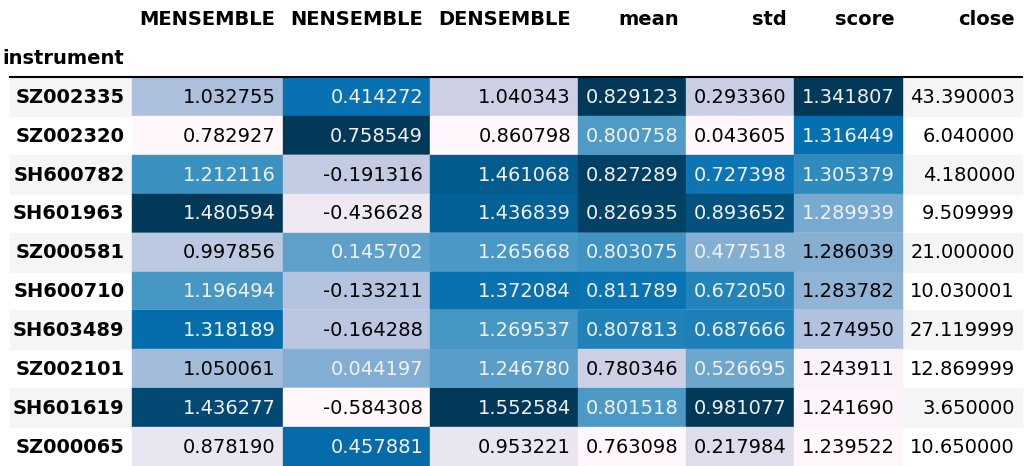 MENSEMBLE NENSEMBLE DENSEMBLE mean std score close
instrument
SZ002335 1.032755 0.414272 1.040343 0.829123 0.293360 1.341807 43.390003
SZ002320 0.782927 0.758549 0.860798 0.800758 0.043605 1.316449 6.040000
SH600782 1.212116 -0.191316 1.461068 0.827289 0.727398 1.305379 4.180000
SH601963 1.480594 -0.436628 1.436839 0.826935 0.893652 1.289939 9.509999
SZ000581 0.997856 0.145702 1.265668 0.803075 0.477518 1.286039 21.000000
SH600710 1.196494 -0.133211 1.372084 0.811789 0.672050 1.283782 10.030001
SH603489 1.318189 -0.164288 1.269537 0.807813 0.687666 1.274950 27.119999
SZ002101 1.050061 0.044197 1.246780 0.780346 0.526695 1.243911 12.869999
SH601619 1.436277 -0.584308 1.552584 0.801518 0.981077 1.241690 3.650000
SZ000065 0.878190 0.457881 0.953221 0.763098 0.217984 1.239522 10.650000